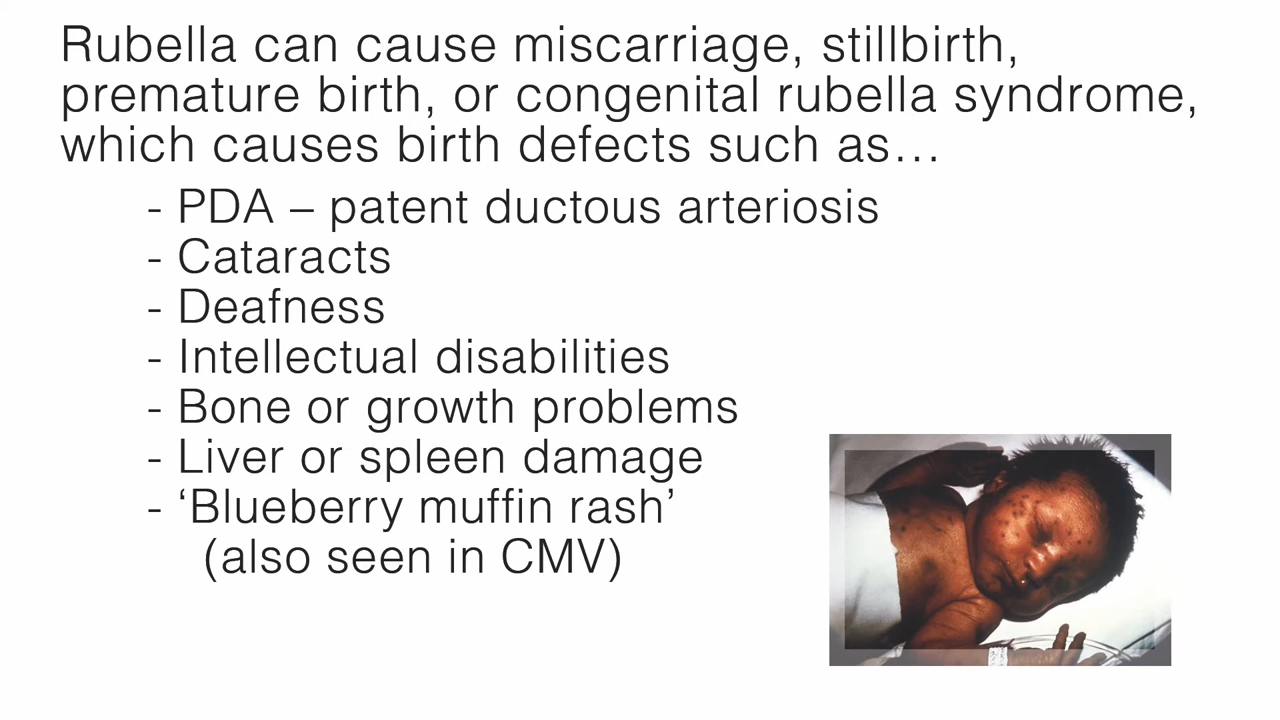 Rubella can cause miscarriage, stillbirth,
premature birth, or congenital rubella syndrome,
which causes birth defects such as...
- PDA – patent ductous arteriosis
- Cataracts
- Deafness
- Intellectual disabilities
- Bone or growth problems
- Liver or spleen damage
- ‘Blueberry muffin rash’
(also seen in CMV)